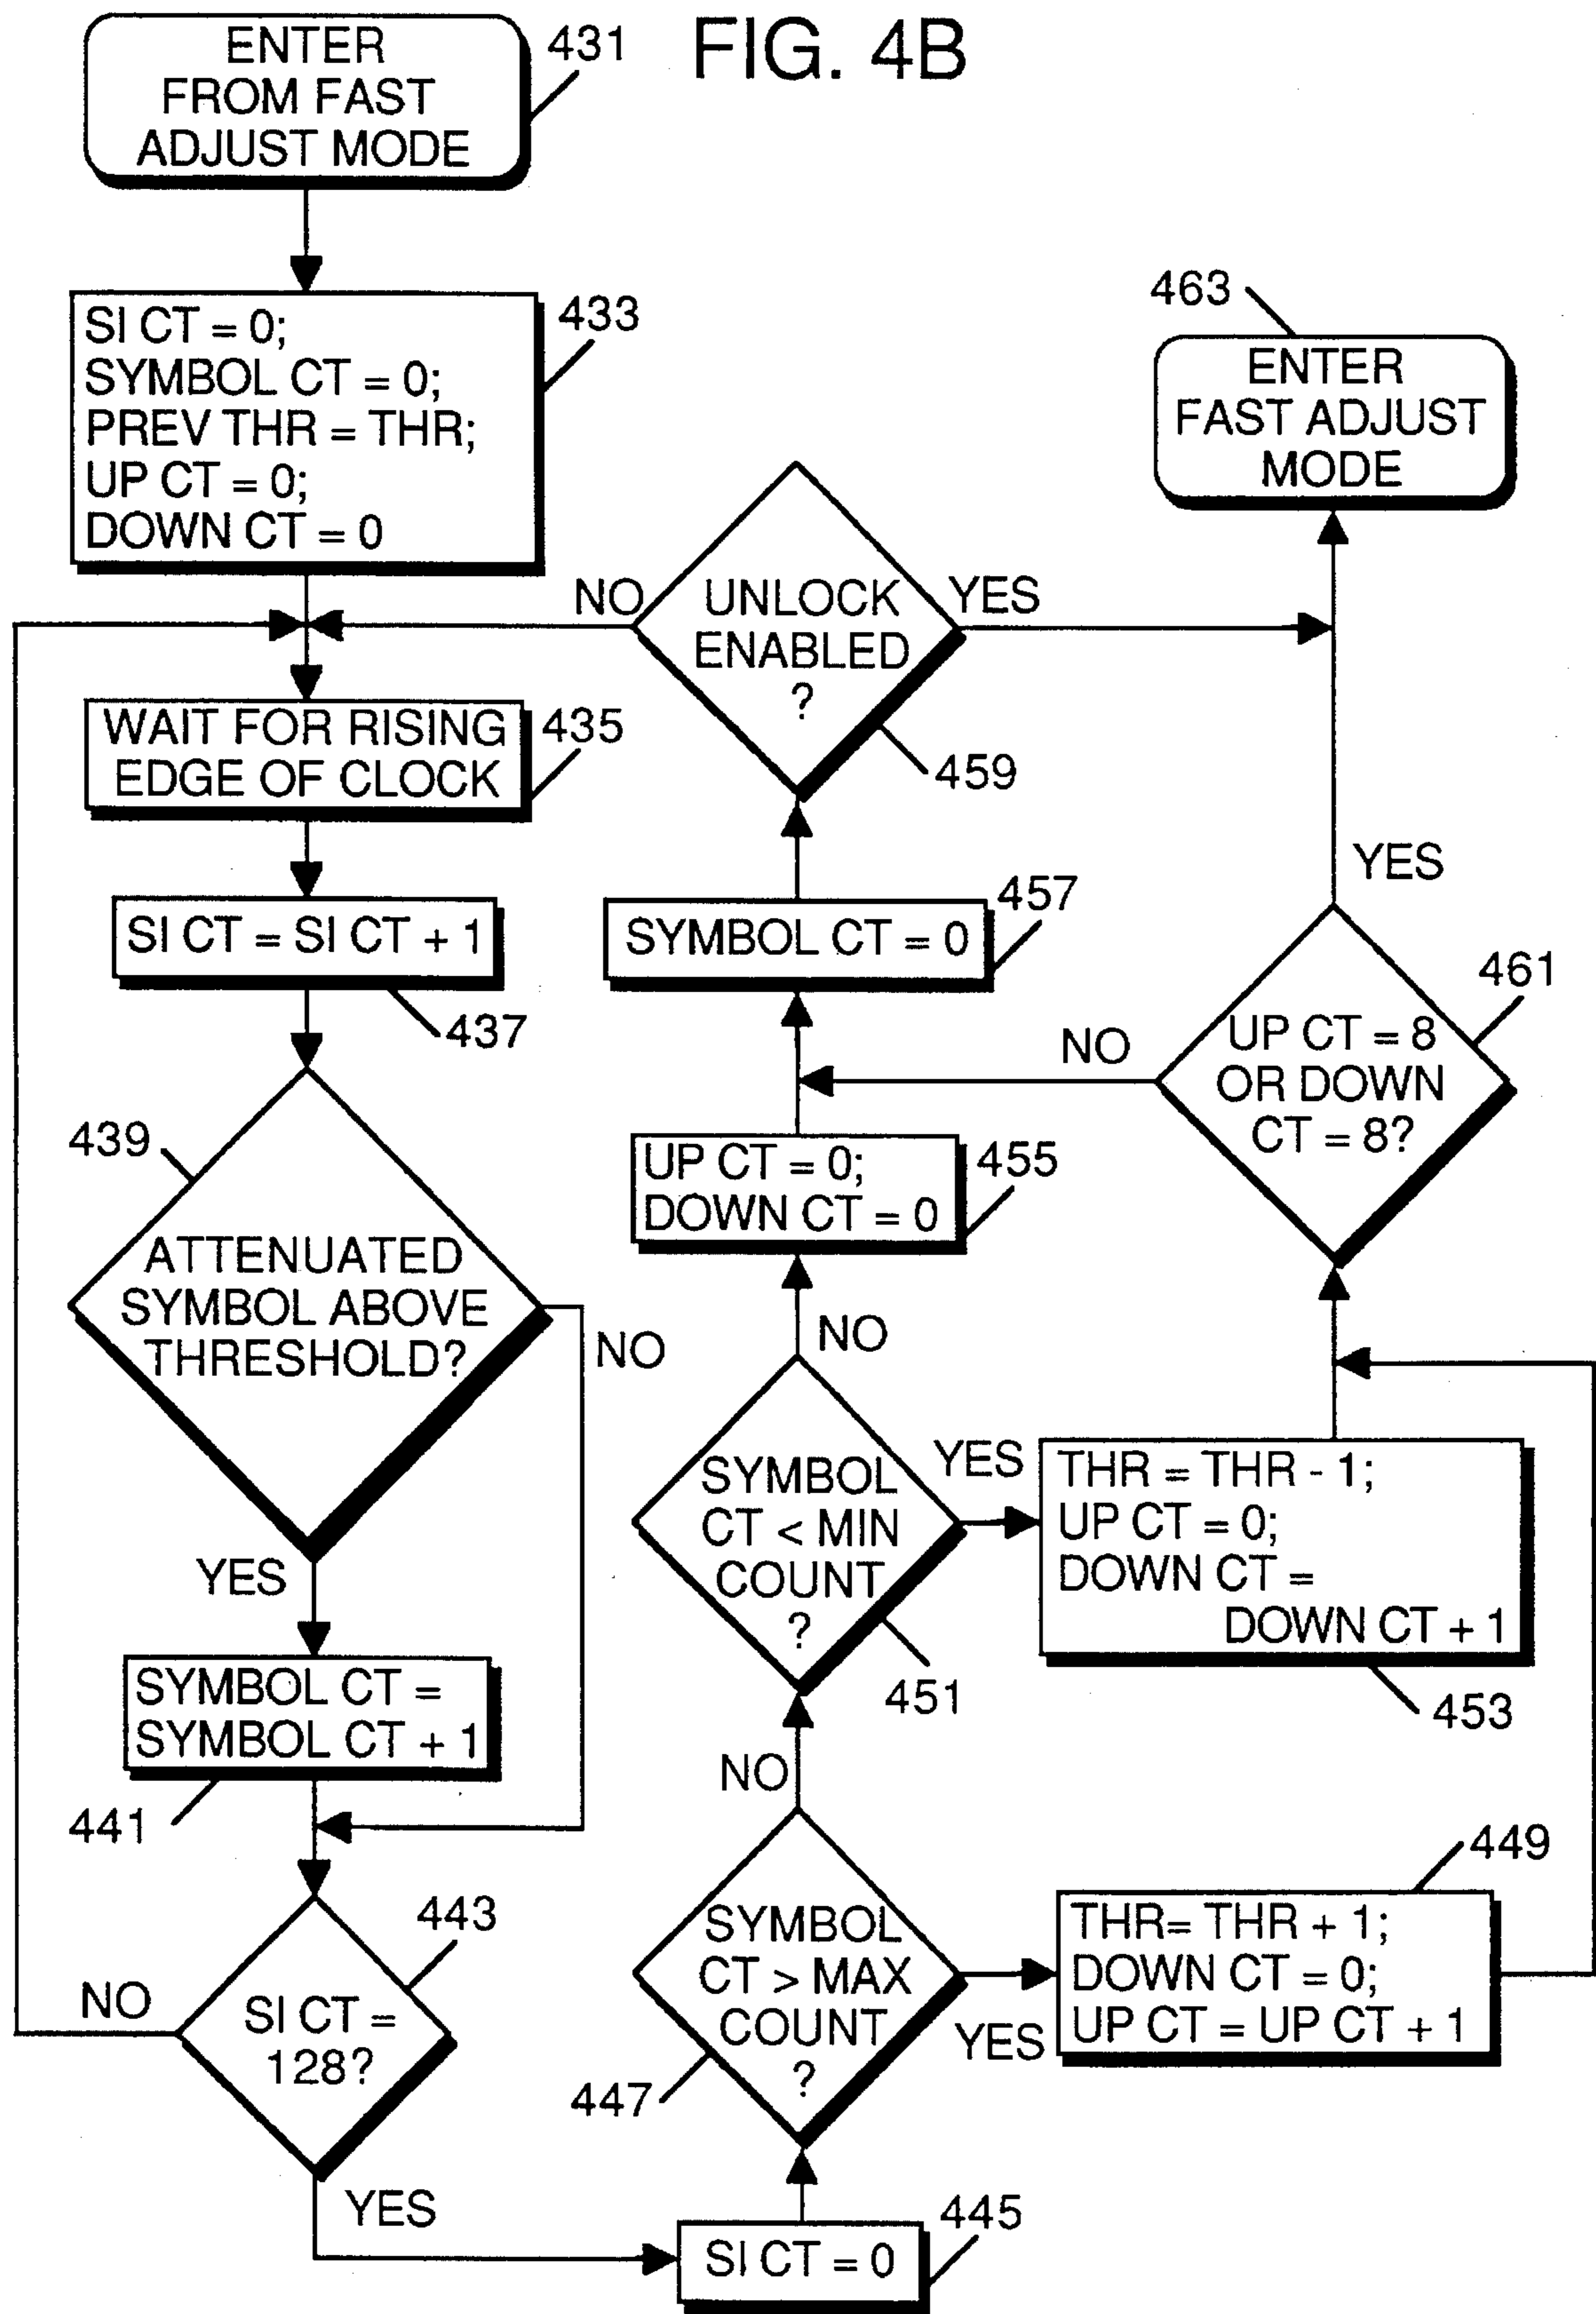 FIG. 4B
ENTER
FROM FAST
ADJUST MODE
431
SI CT = 0;
SYMBOL CT = 0;
PREV THR = THR;
UP CT = 0;
DOWN CT = 0
433
WAIT FOR RISING
EDGE OF CLOCK
435
SI CT = SI CT + 1
437
439
ATTENUATED
SYMBOL ABOVE
THRESHOLD?
NO
YES
SYMBOL CT =
SYMBOL CT + 1
441
443
NO
SI CT =
128?
YES
445
SI CT = 0
SYMBOL
CT > MAX
COUNT
?
447
YES
NO
449
THR= THR + 1;
DOWN CT = 0;
UP CT = UP CT + 1
SYMBOL
CT < MIN
COUNT
?
451
YES
NO
THR = THR - 1;
UP CT = 0;
DOWN CT =
DOWN CT + 1
453
UP CT = 0;
DOWN CT = 0
455
SYMBOL CT = 0
457
NO
UNLOCK
ENABLED
?
YES
459
461
UP CT = 8
OR DOWN
CT = 8?
NO
YES
463
ENTER
FAST ADJUST
MODE